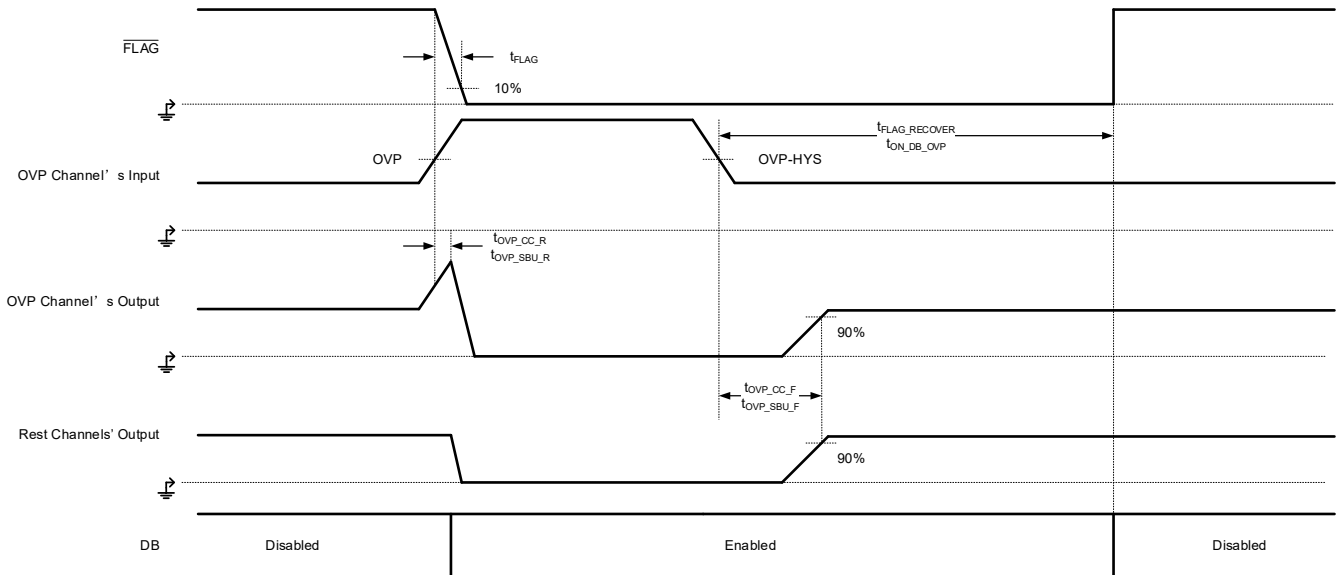 FLAG
tFLAG
10%
tFLAG_RECOVER
tON_DB_OVP
OVP
OVP-HYS
OVP Channel’s Input
tOVP_CC_R
tOVP_SBU_R
OVP Channel’s Output
90%
tOVP_CC_F
tOVP_SBU_F
Rest Channels' Output
90%
DB
Disabled
Enabled
Disabled